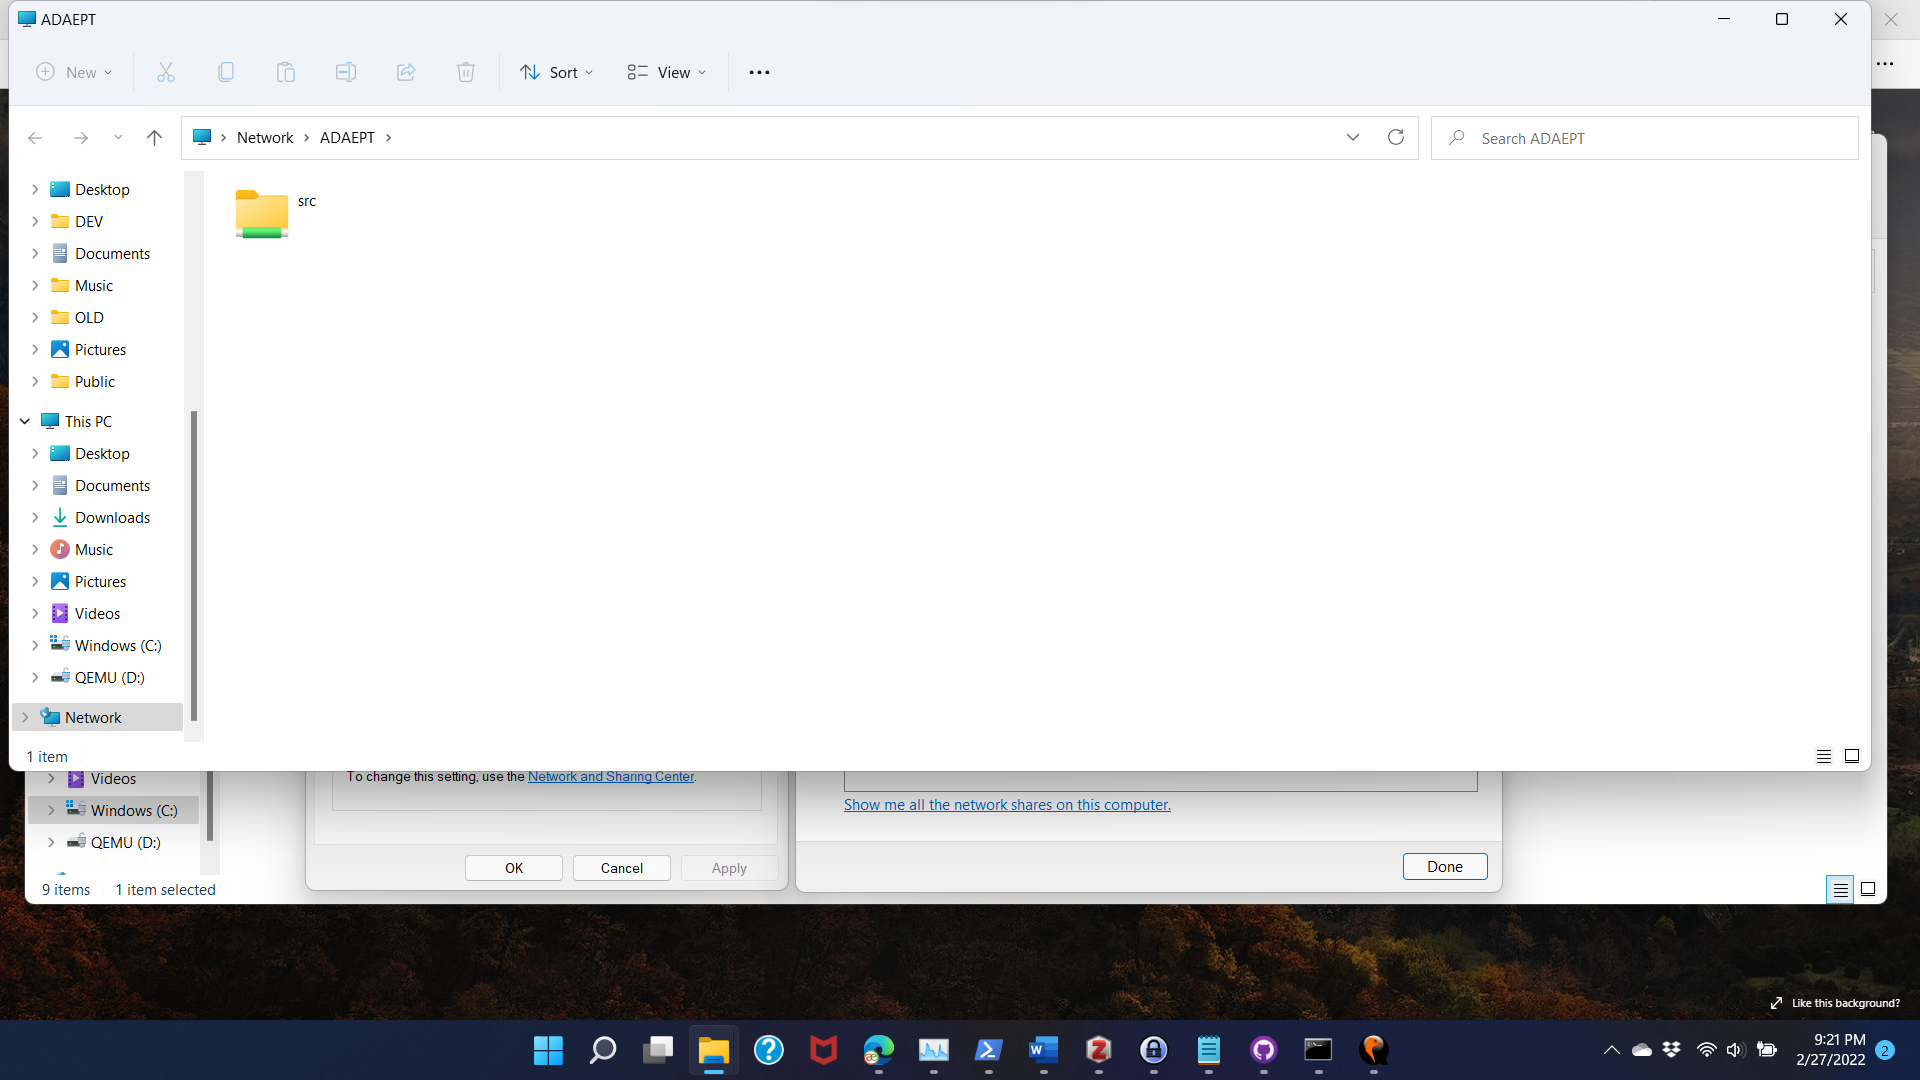 ADAEPT
New
Sort
View
Network
ADAEPT
Search ADAEPT
Desktop
DEV
Documents
Music
OLD
Pictures
Public
This PC
Desktop
Documents
Downloads
Music
Pictures
Videos
Windows (C:)
QEMU (D:)
Network
src
1 item
Videos
Windows (C:)
QEMU (D:)
9 items 1 item selected
To change this setting, use the Network and Sharing Center.
OK Cancel Apply
Show me all the network shares on this computer.
Done
Like this background?
9:21 PM
2/27/2022
2